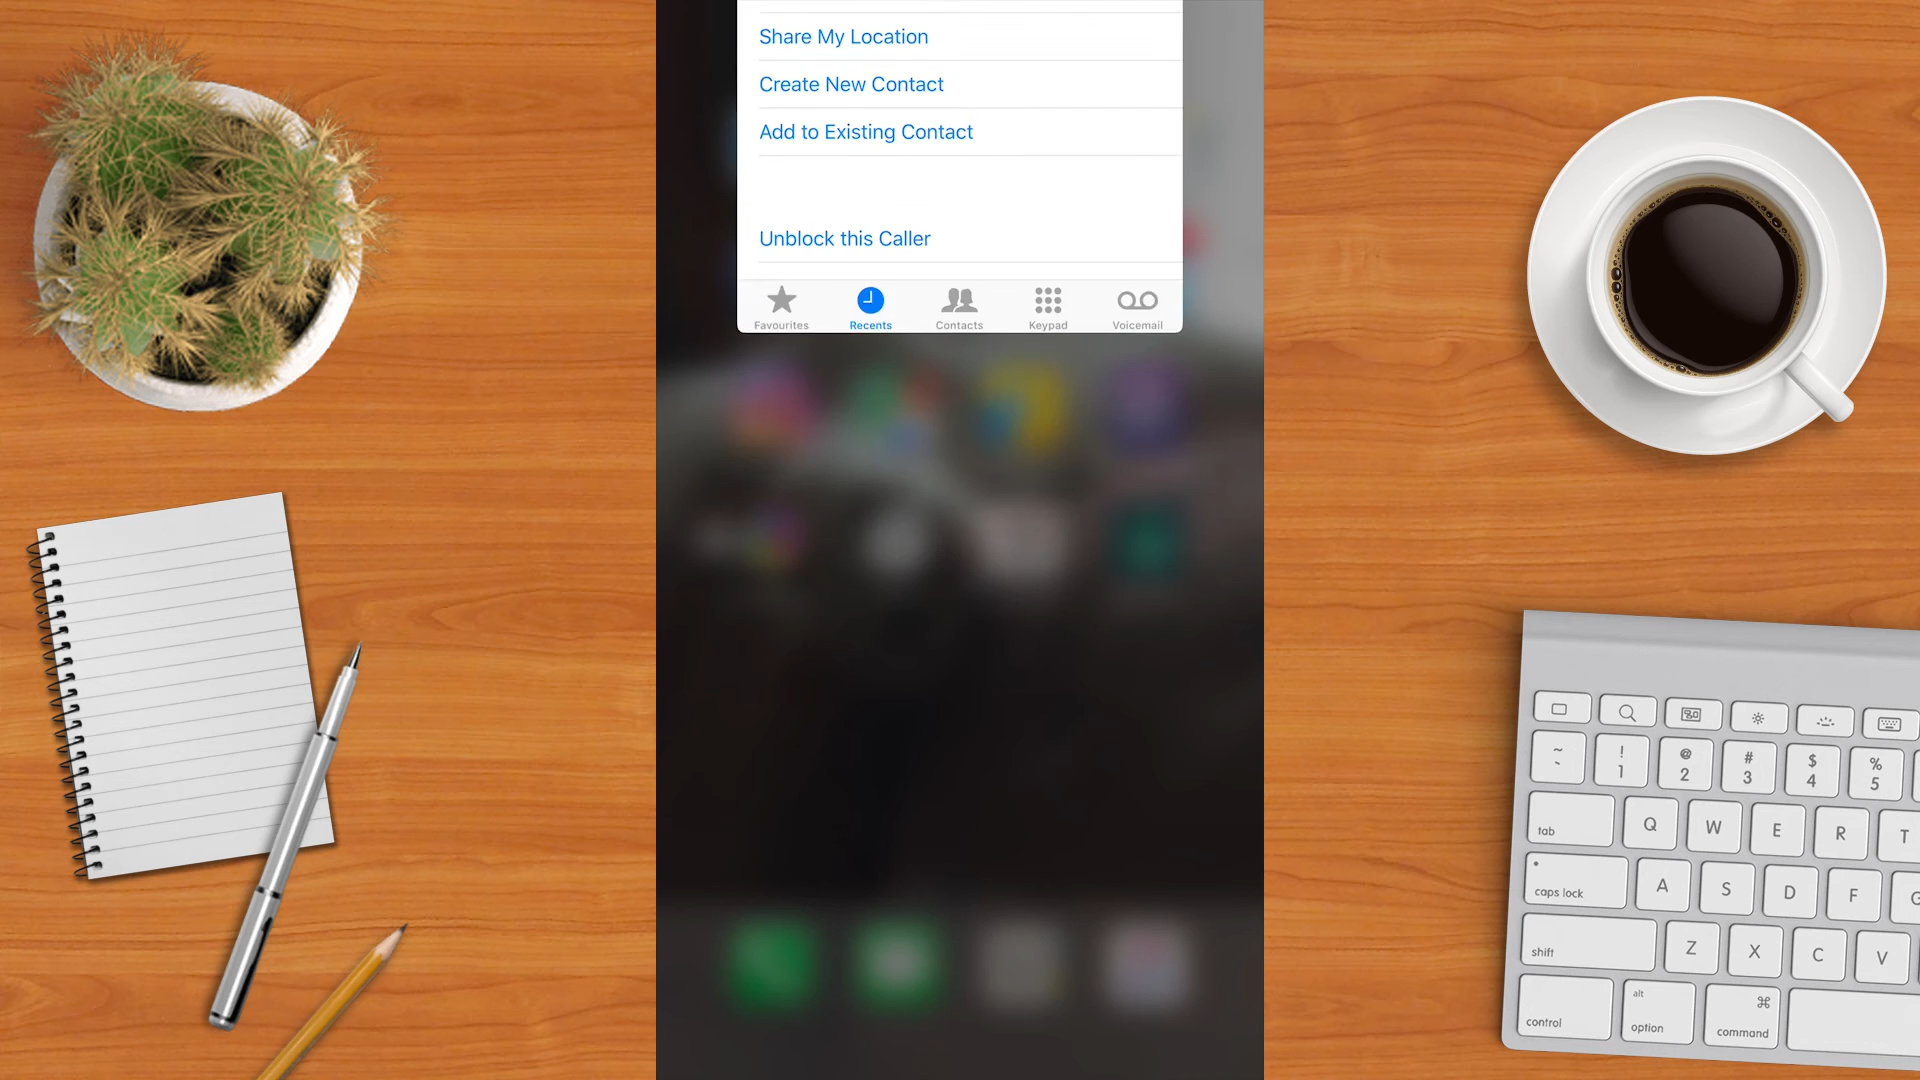 Share My Location
Create New Contact
Add to Existing Contact
Unblock this Caller
Favourites
Recents
Contacts
Keypad
Voicemail
~
`
!
1
@
2
#
3
$
4
%
5
tab
Q
W
E
R
T
caps lock
A
S
D
F
G
shift
Z
X
C
V
control
alt
option
⌘
command